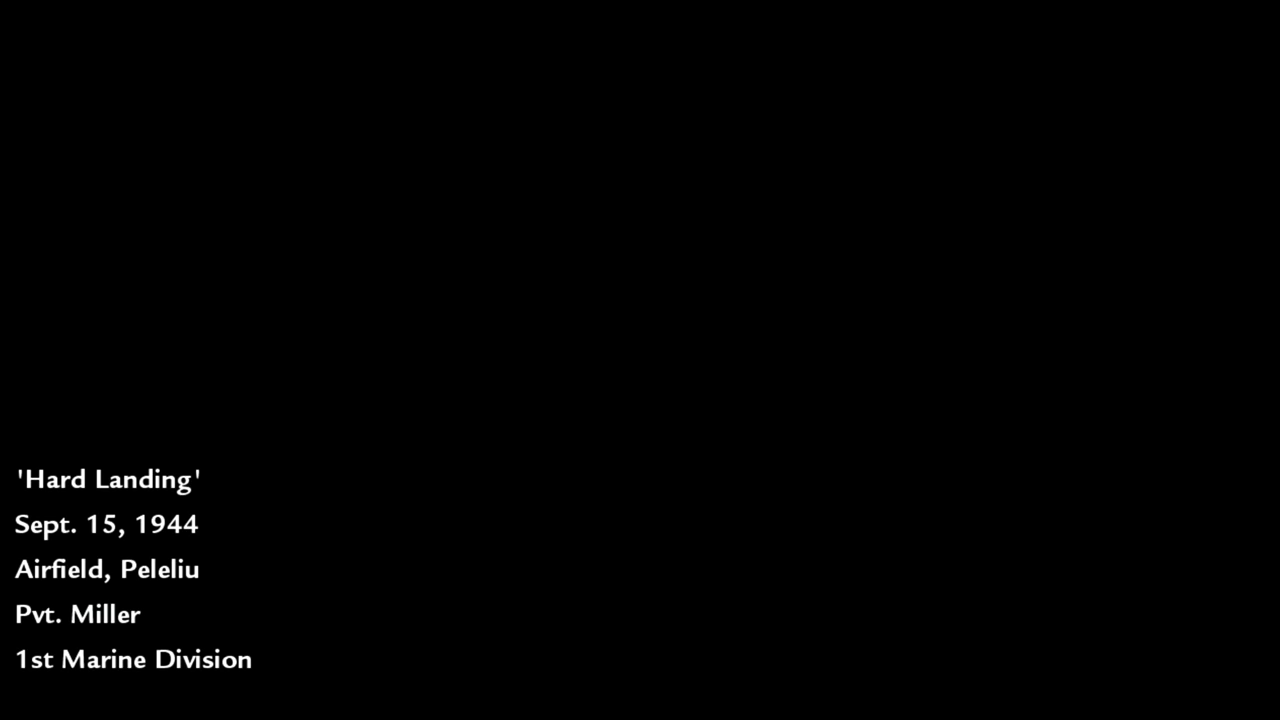 'Hard Landing'
Sept. 15, 1944
Airfield, Peleliu
Pvt. Miller
1st Marine Division